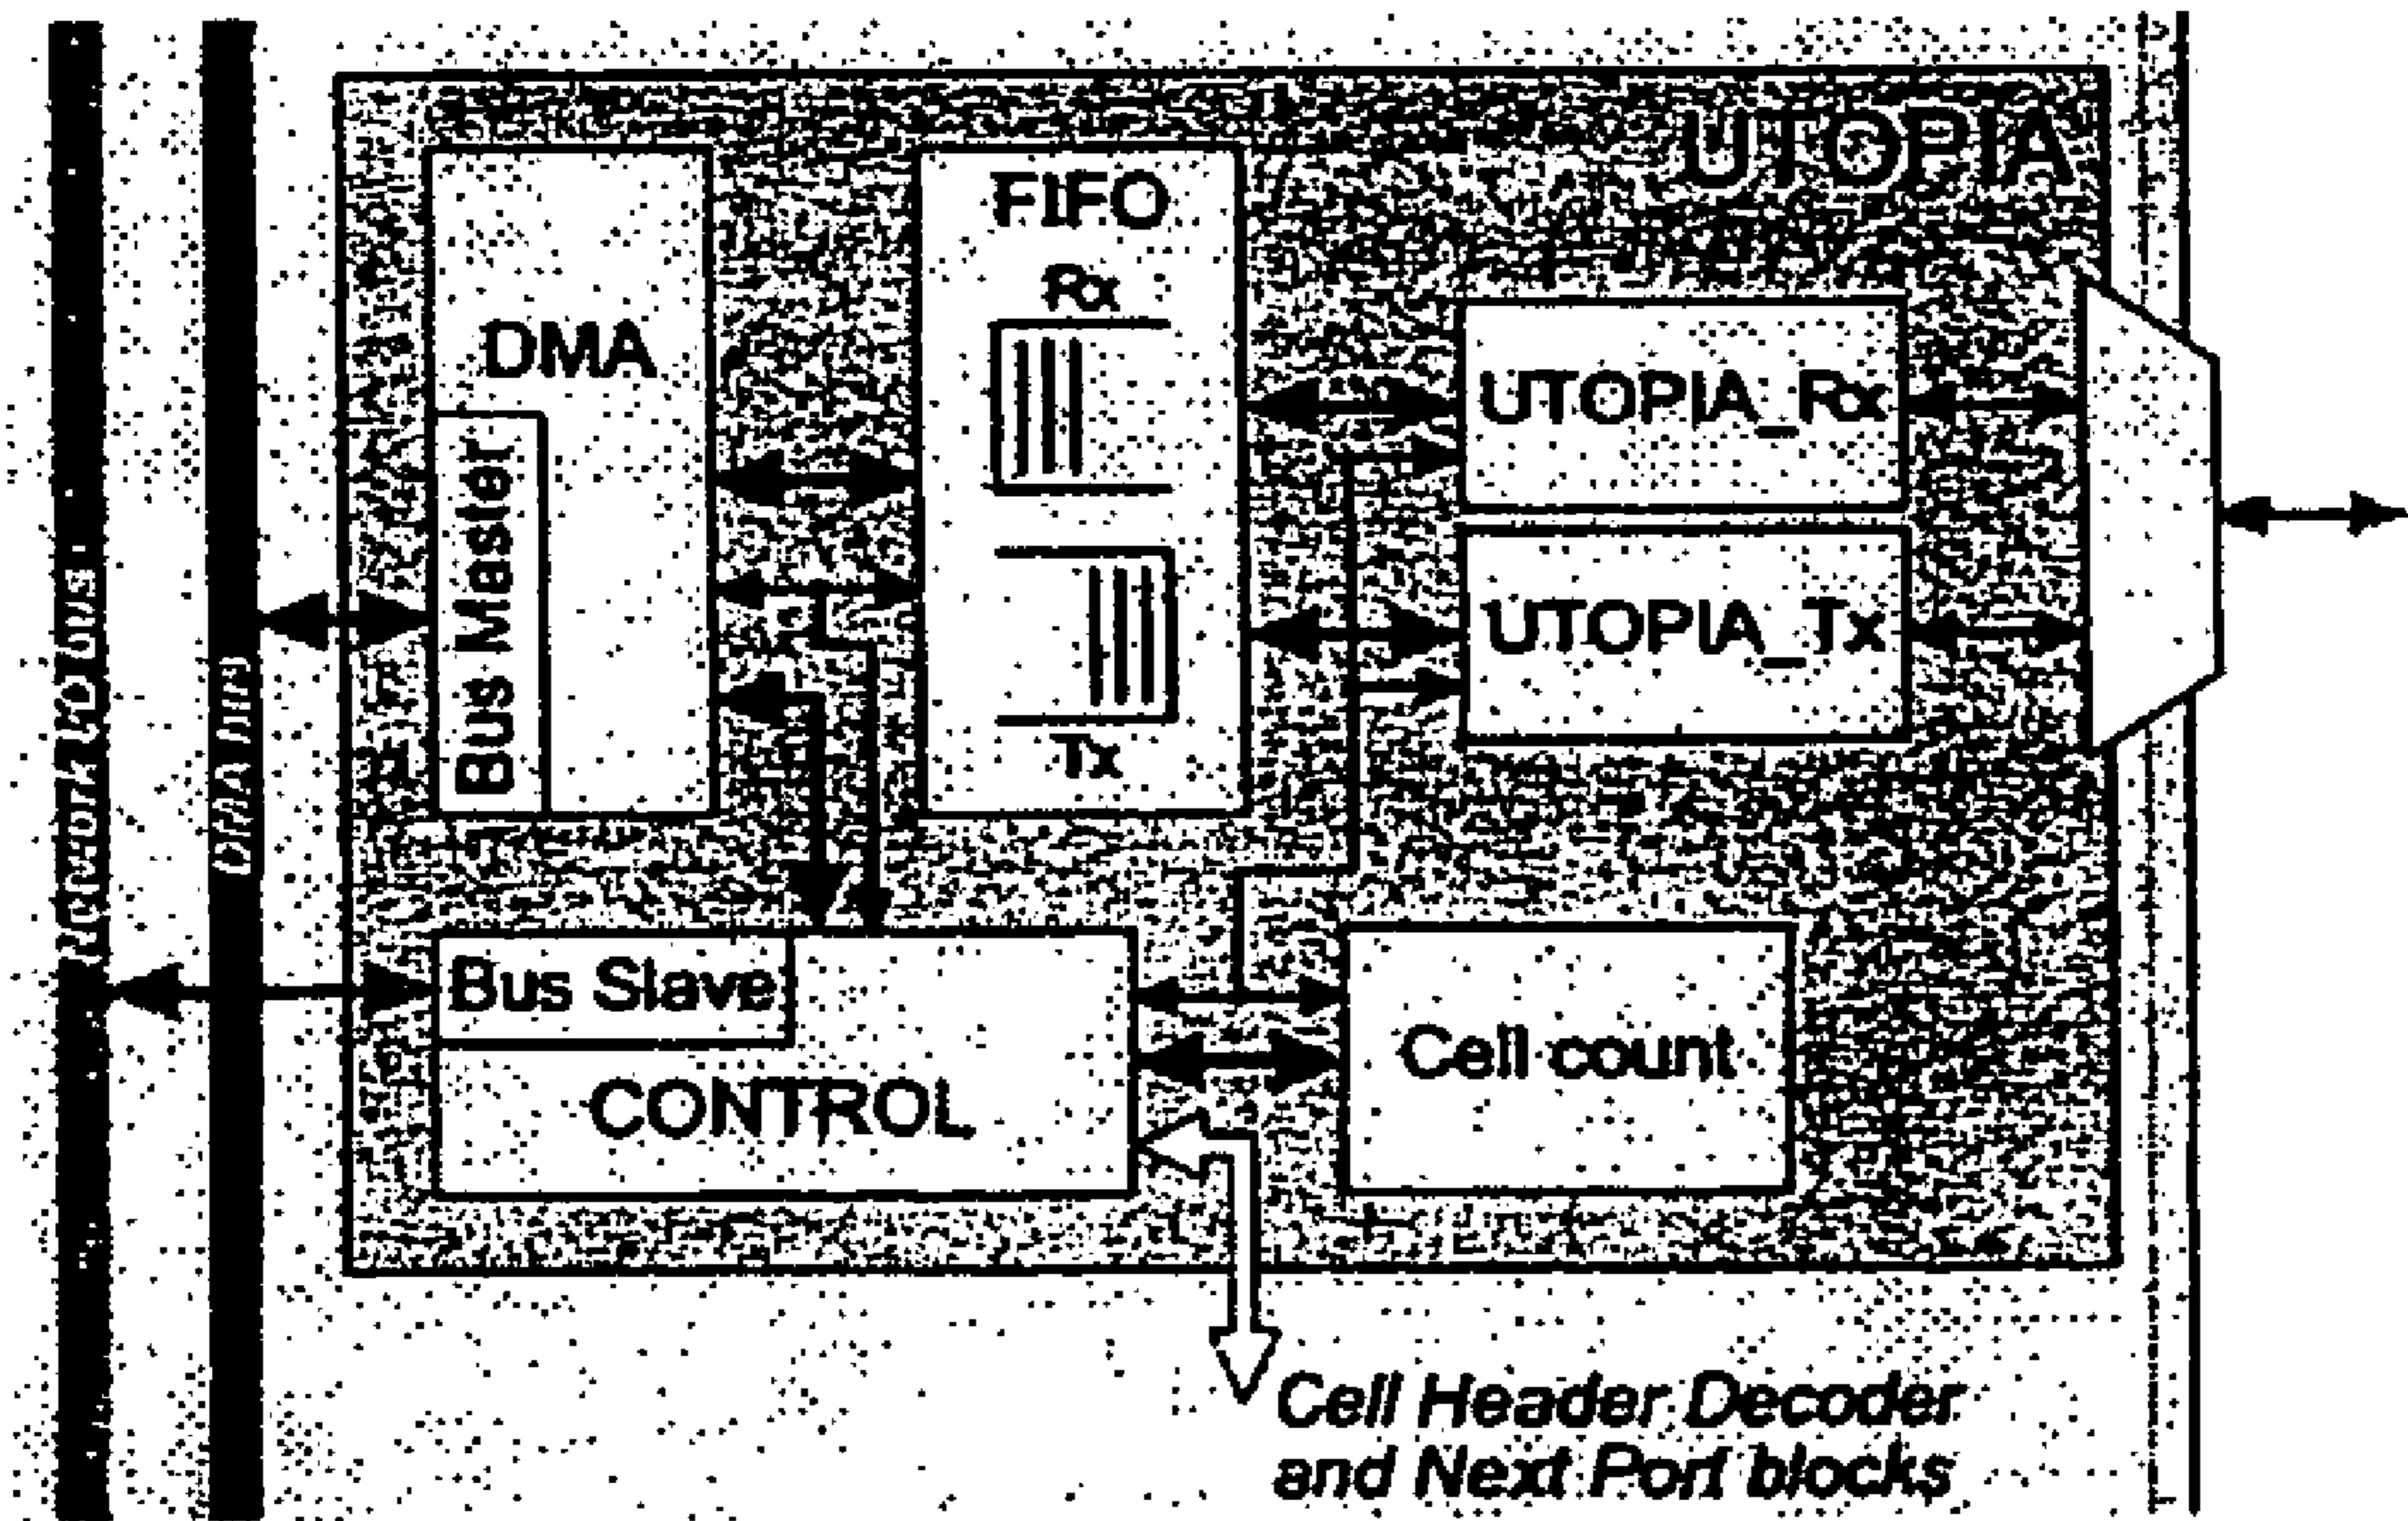 UTOPIA
FIFO
Rx
DMA
UTOPIA_Rx
Bus Master
UTOPIA_Tx
Tx
I/O bus
DMA
Bus Slave
CONTROL
Cell count
Cell Header Decoder
and Next Port blocks